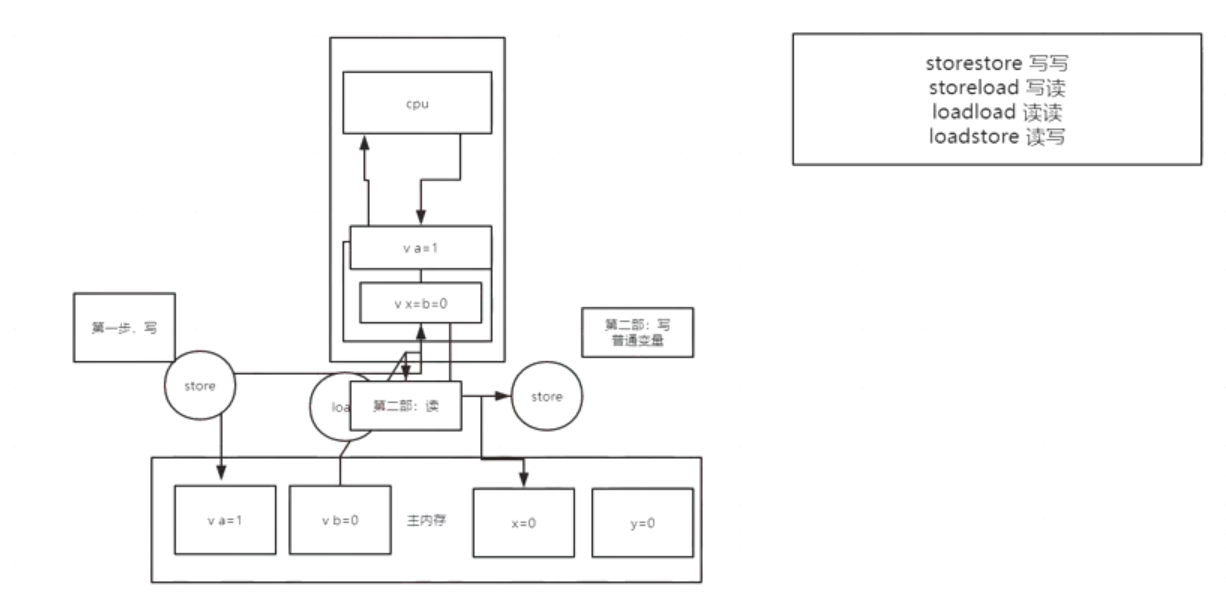 storestore 写写
storeload 写读
loadload 读读
loadstore 读写
cpu
v a=1
v x=b=0
第一步、写
第二部：写
普通变量
store
loa
第二部：读
store
v a=1
v b=0
主内存
x=0
y=0